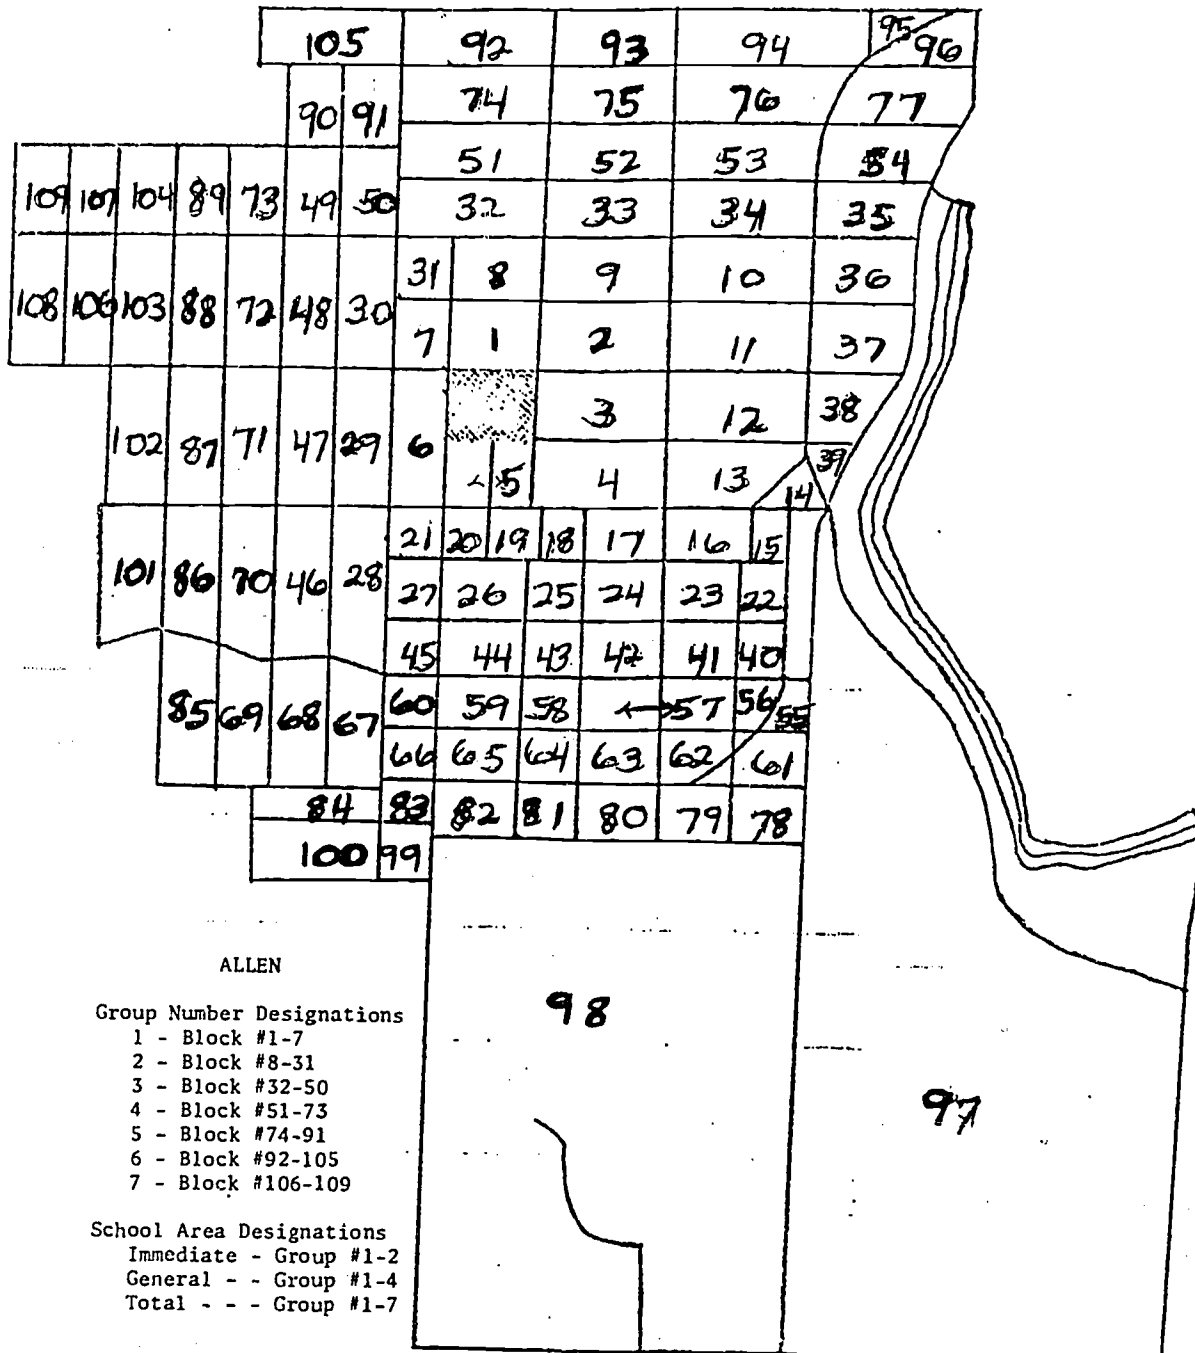 105 92 93 94 95 96
90 91 74 75 76 77
51 52 53 54
109 107 104 89 73 49 50 32 33 34 35
31 8 9 10 36
108 106 103 88 72 48 30
7 1 2 11 37
3 12 38
102 87 71 47 29 6
5 4 13 39
14
21 20 19 18 17 16 15
101 86 70 46 28
27 26 25 24 23 22
45 44 43 42 41 40
85 69 68 67 60 59 58 57 56 55
66 65 64 63 62 61
84 83 82 81 80 79 78
100 99
98
97
ALLEN
Group Number Designations
1 - Block #1-7
2 - Block #8-31
3 - Block #32-50
4 - Block #51-73
5 - Block #74-91
6 - Block #92-105
7 - Block #106-109
School Area Designations
Immediate - Group #1-2
General - - Group #1-4
Total - - - Group #1-7